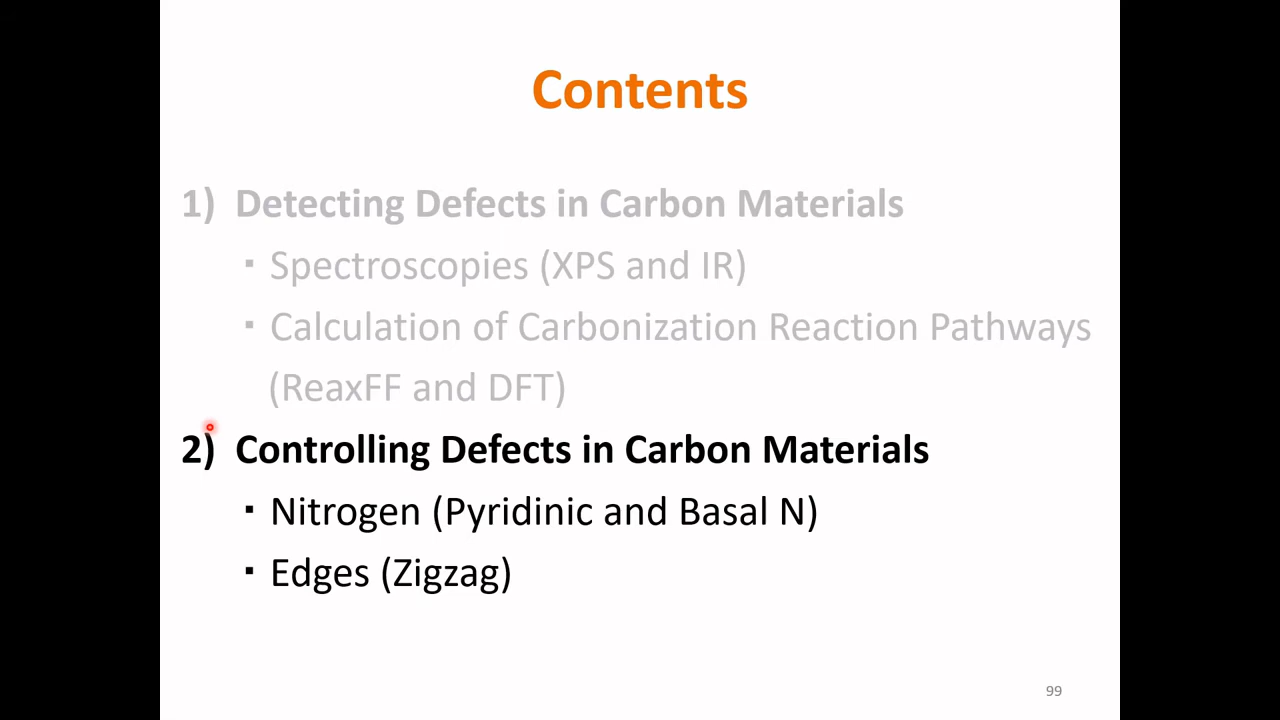 Contents
1) Detecting Defects in Carbon Materials
▪ Spectroscopies (XPS and IR)
▪ Calculation of Carbonization Reaction Pathways
(ReaxFF and DFT)
2) Controlling Defects in Carbon Materials
▪ Nitrogen (Pyridinic and Basal N)
▪ Edges (Zigzag)
99